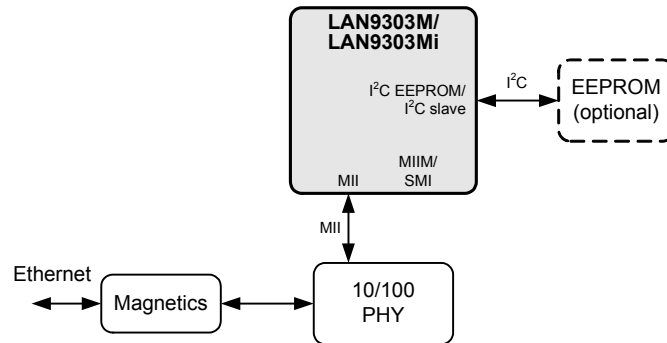 LAN9303M/
LAN9303Mi
I²C EEPROM/
I²C slave
I²C
EEPROM
(optional)
MIIM/
SMI
MII
MII
Ethernet
Magnetics
10/100
PHY